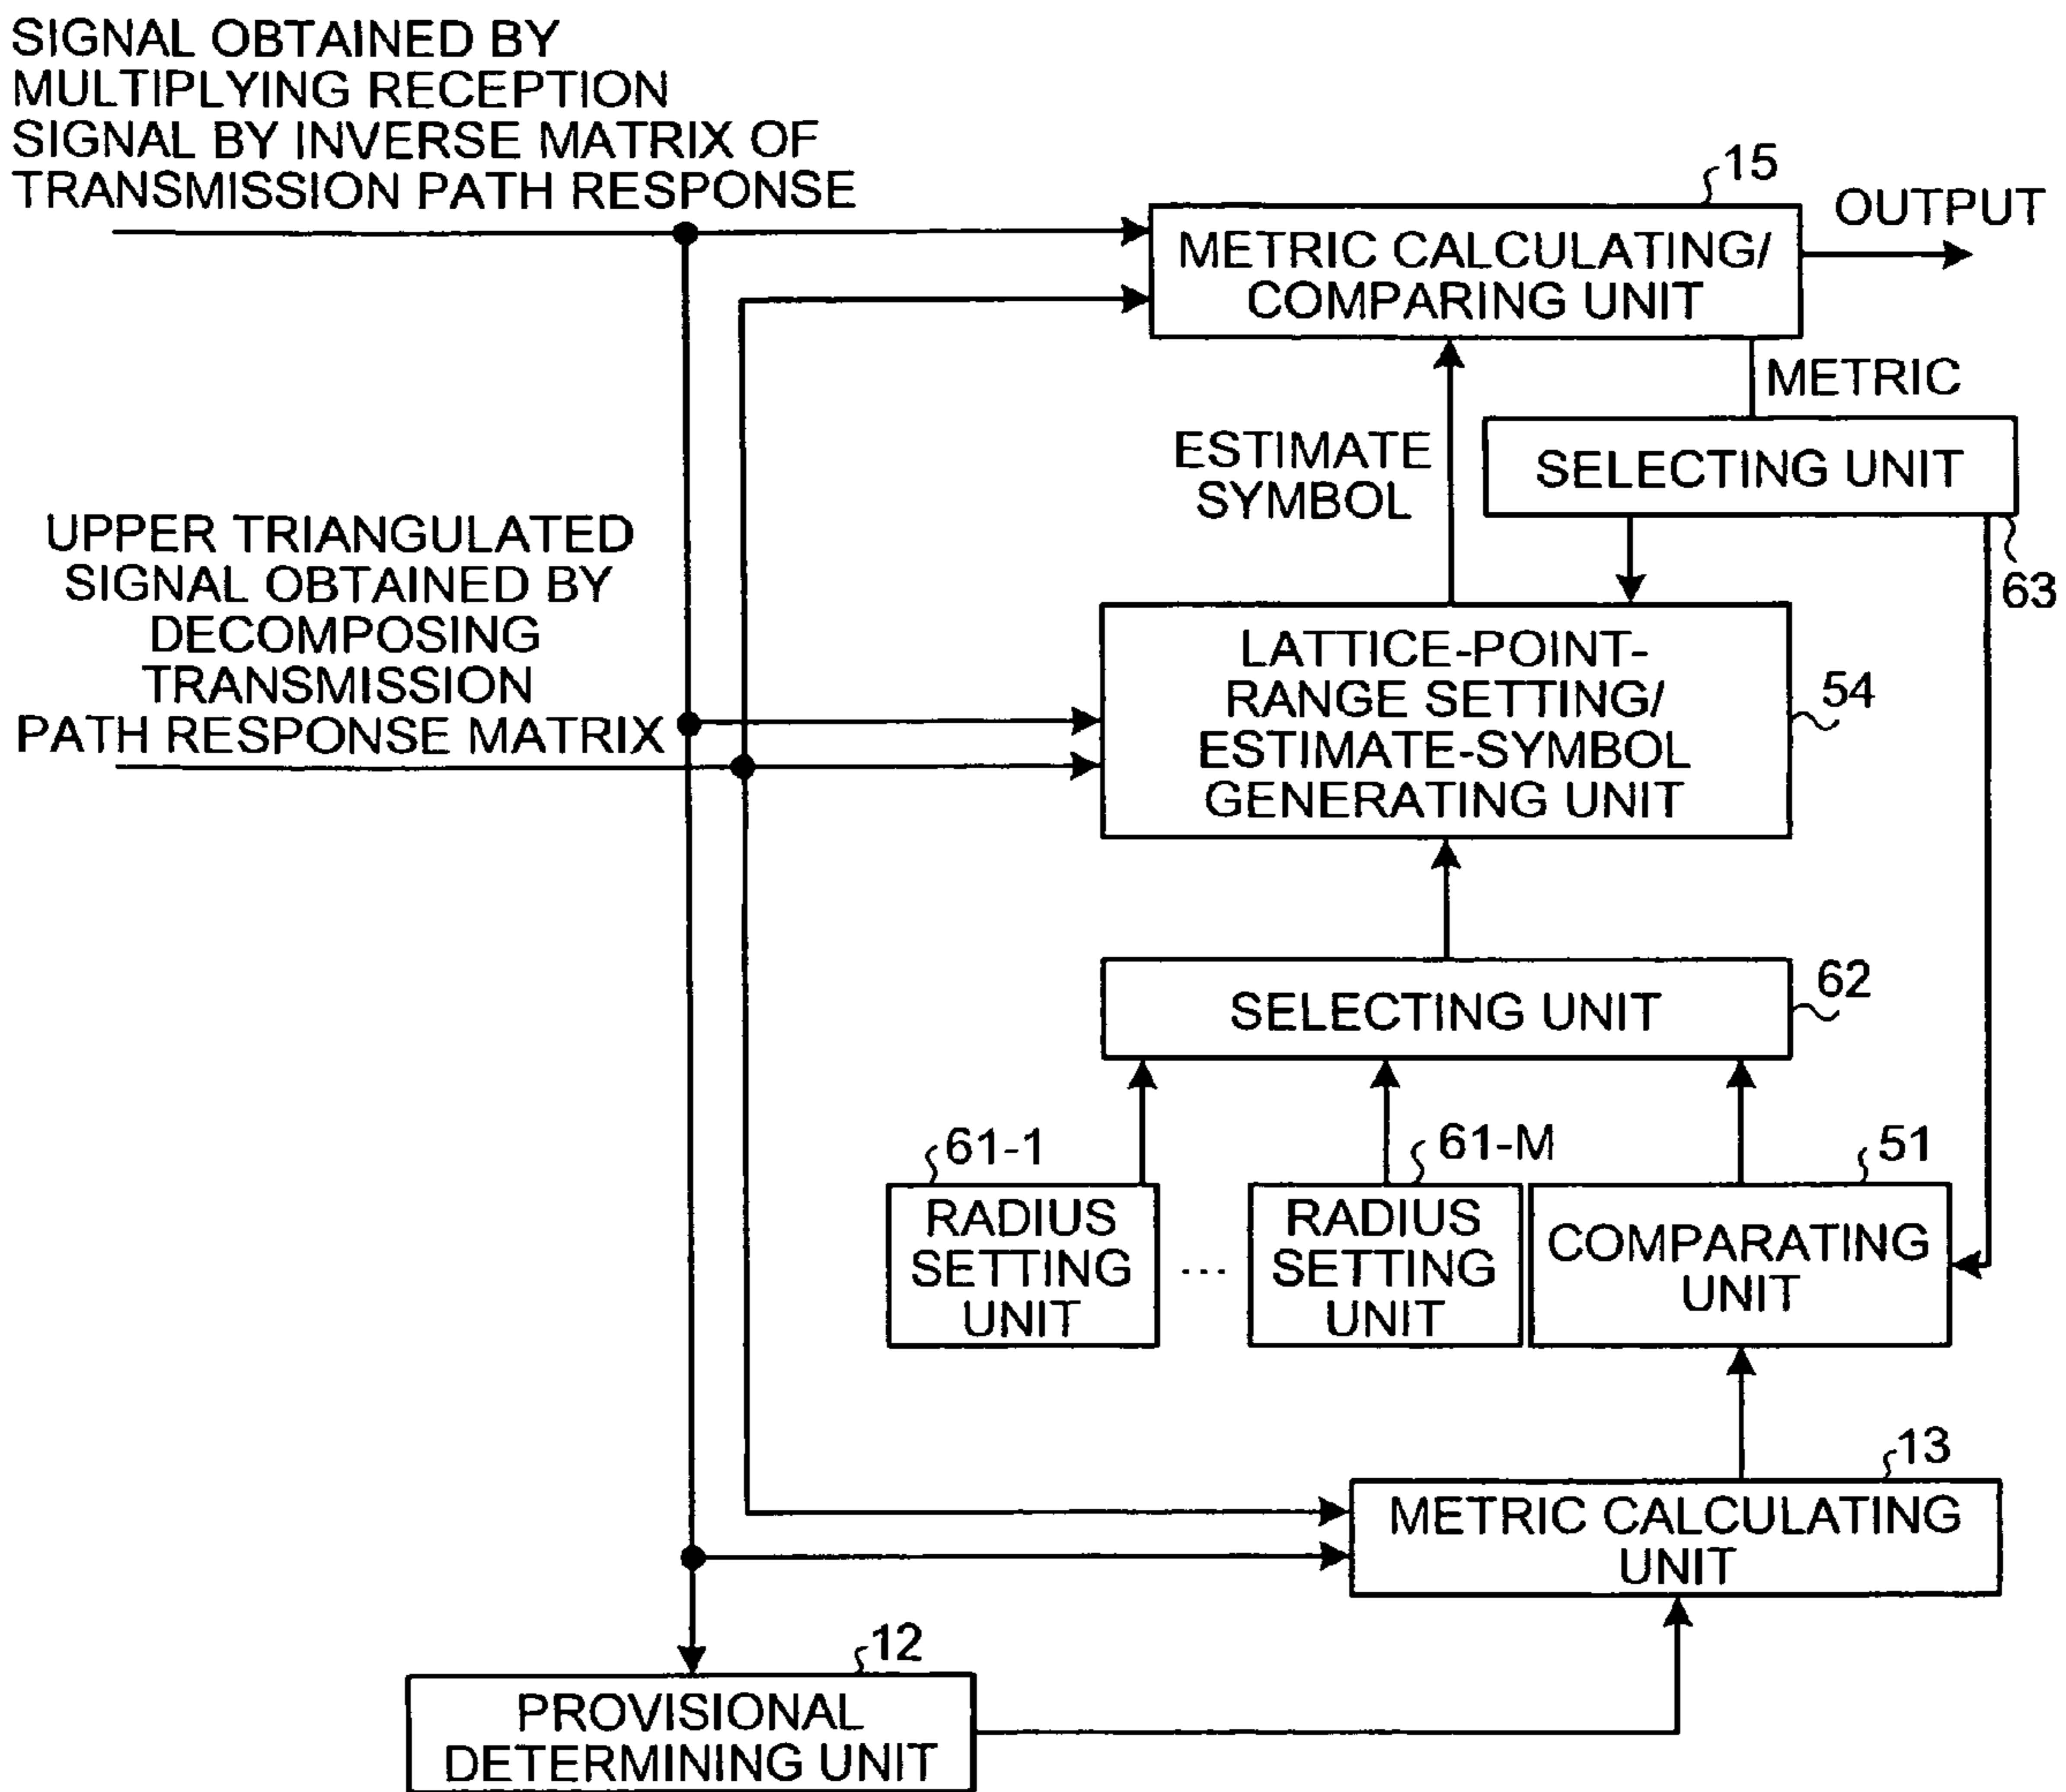 SIGNAL OBTAINED BY
MULTIPLYING RECEPTION
SIGNAL BY INVERSE MATRIX OF
TRANSMISSION PATH RESPONSE
15
OUTPUT
METRIC CALCULATING/
COMPARING UNIT
METRIC
ESTIMATE
SYMBOL
SELECTING UNIT
63
UPPER TRIANGULATED
SIGNAL OBTAINED BY
DECOMPOSING
TRANSMISSION
PATH RESPONSE MATRIX
LATTICE-POINT-
RANGE SETTING/
ESTIMATE-SYMBOL
GENERATING UNIT
54
SELECTING UNIT
62
61-1
RADIUS
SETTING
UNIT
...
61-M
RADIUS
SETTING
UNIT
51
COMPARATING
UNIT
13
METRIC CALCULATING
UNIT
12
PROVISIONAL
DETERMINING UNIT